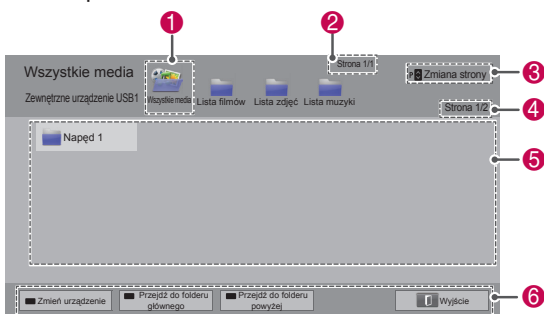 1
2
Wszystkie media
Strona 1/1
P Zmiana strony
3
Zewnętrzne urządzenie USB1
Wszystkie media
Lista filmów
Lista zdjęć
Lista muzyki
Strona 1/2
4
Napęd 1
5
Zmień urządzenie
Przejdź do folderu
głównego
Przejdź do folderu
powyżej
Wyjście
6